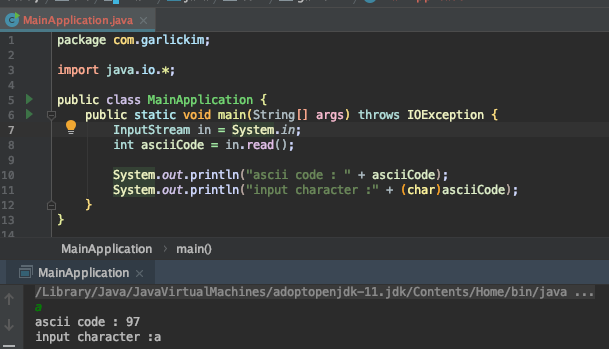 MainApplication.java
1 package com.garlickim;
2
3 import java.io.*;
4
5 public class MainApplication {
6 public static void main(String[] args) throws IOException {
7 InputStream in = System.in;
8 int asciiCode = in.read();
9
10 System.out.println("ascii code : " + asciiCode);
11 System.out.println("input character :" + (char)asciiCode);
12 }
13 }
14
MainApplication > main()
MainApplication
/Library/Java/JavaVirtualMachines/adoptopenjdk-11.jdk/Contents/Home/bin/java ...
a
ascii code : 97
input character :a